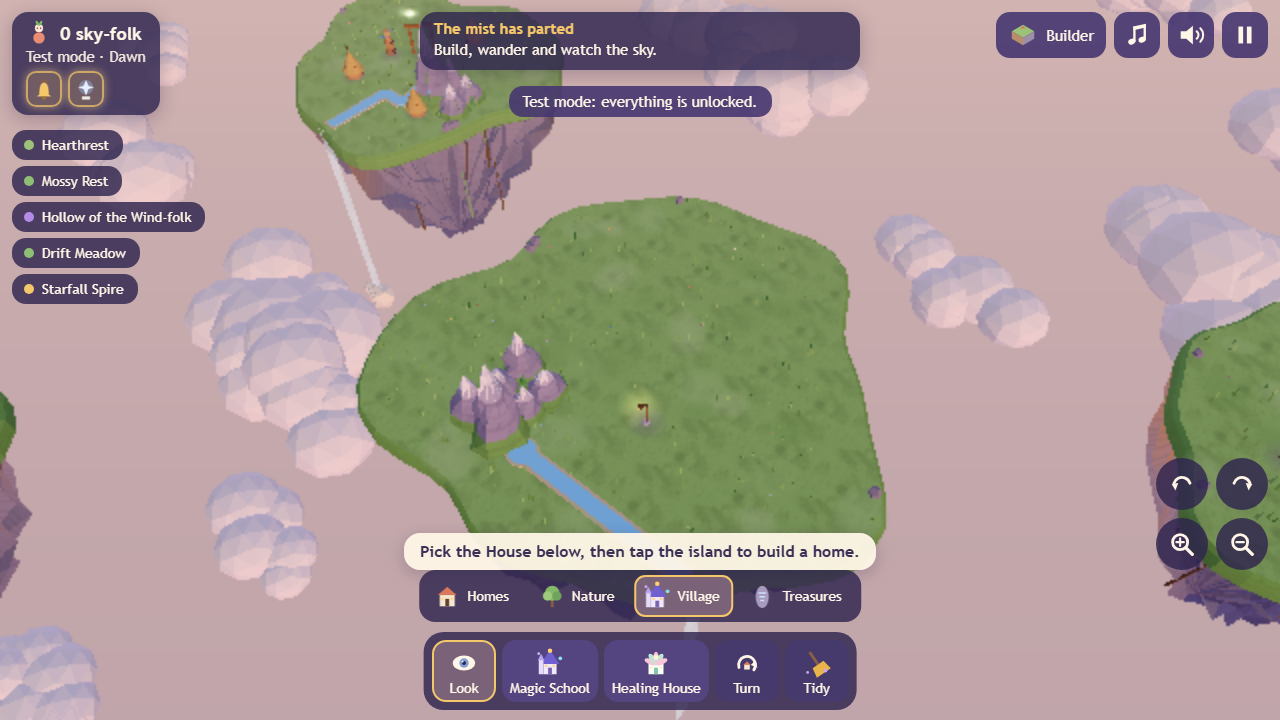 0 sky-folk
Test mode · Dawn
The mist has parted
Build, wander and watch the sky.
Builder
Test mode: everything is unlocked.
Hearthrest
Mossy Rest
Hollow of the Wind-folk
Drift Meadow
Starfall Spire
Pick the House below, then tap the island to build a home.
Homes
Nature
Village
Treasures
Look
Magic School
Healing House
Turn
Tidy